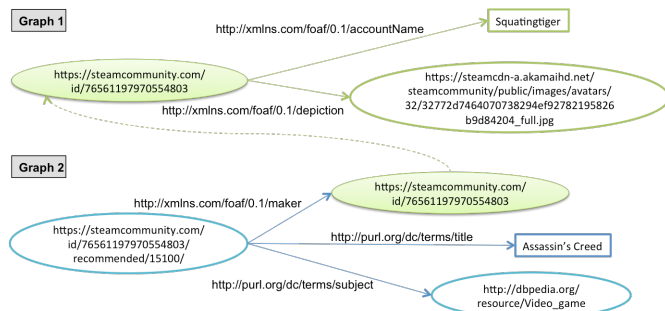 Graph 1
http://xmlns.com/foaf/0.1/accountName
Squatingtiger
https://steamcommunity.com/
id/76561197970554803
https://steamcdn-a.akamaihd.net/
steamcommunity/public/images/avatars/
32/32772d7464070738294ef92782195826
b9d84204_full.jpg
http://xmlns.com/foaf/0.1/depiction
Graph 2
https://steamcommunity.com/
id/76561197970554803
http://xmlns.com/foaf/0.1/maker
https://steamcommunity.com/
id/76561197970554803/
recommended/15100/
http://purl.org/dc/terms/title
Assassin's Creed
http://purl.org/dc/terms/subject
http://dbpedia.org/
resource/Video_game